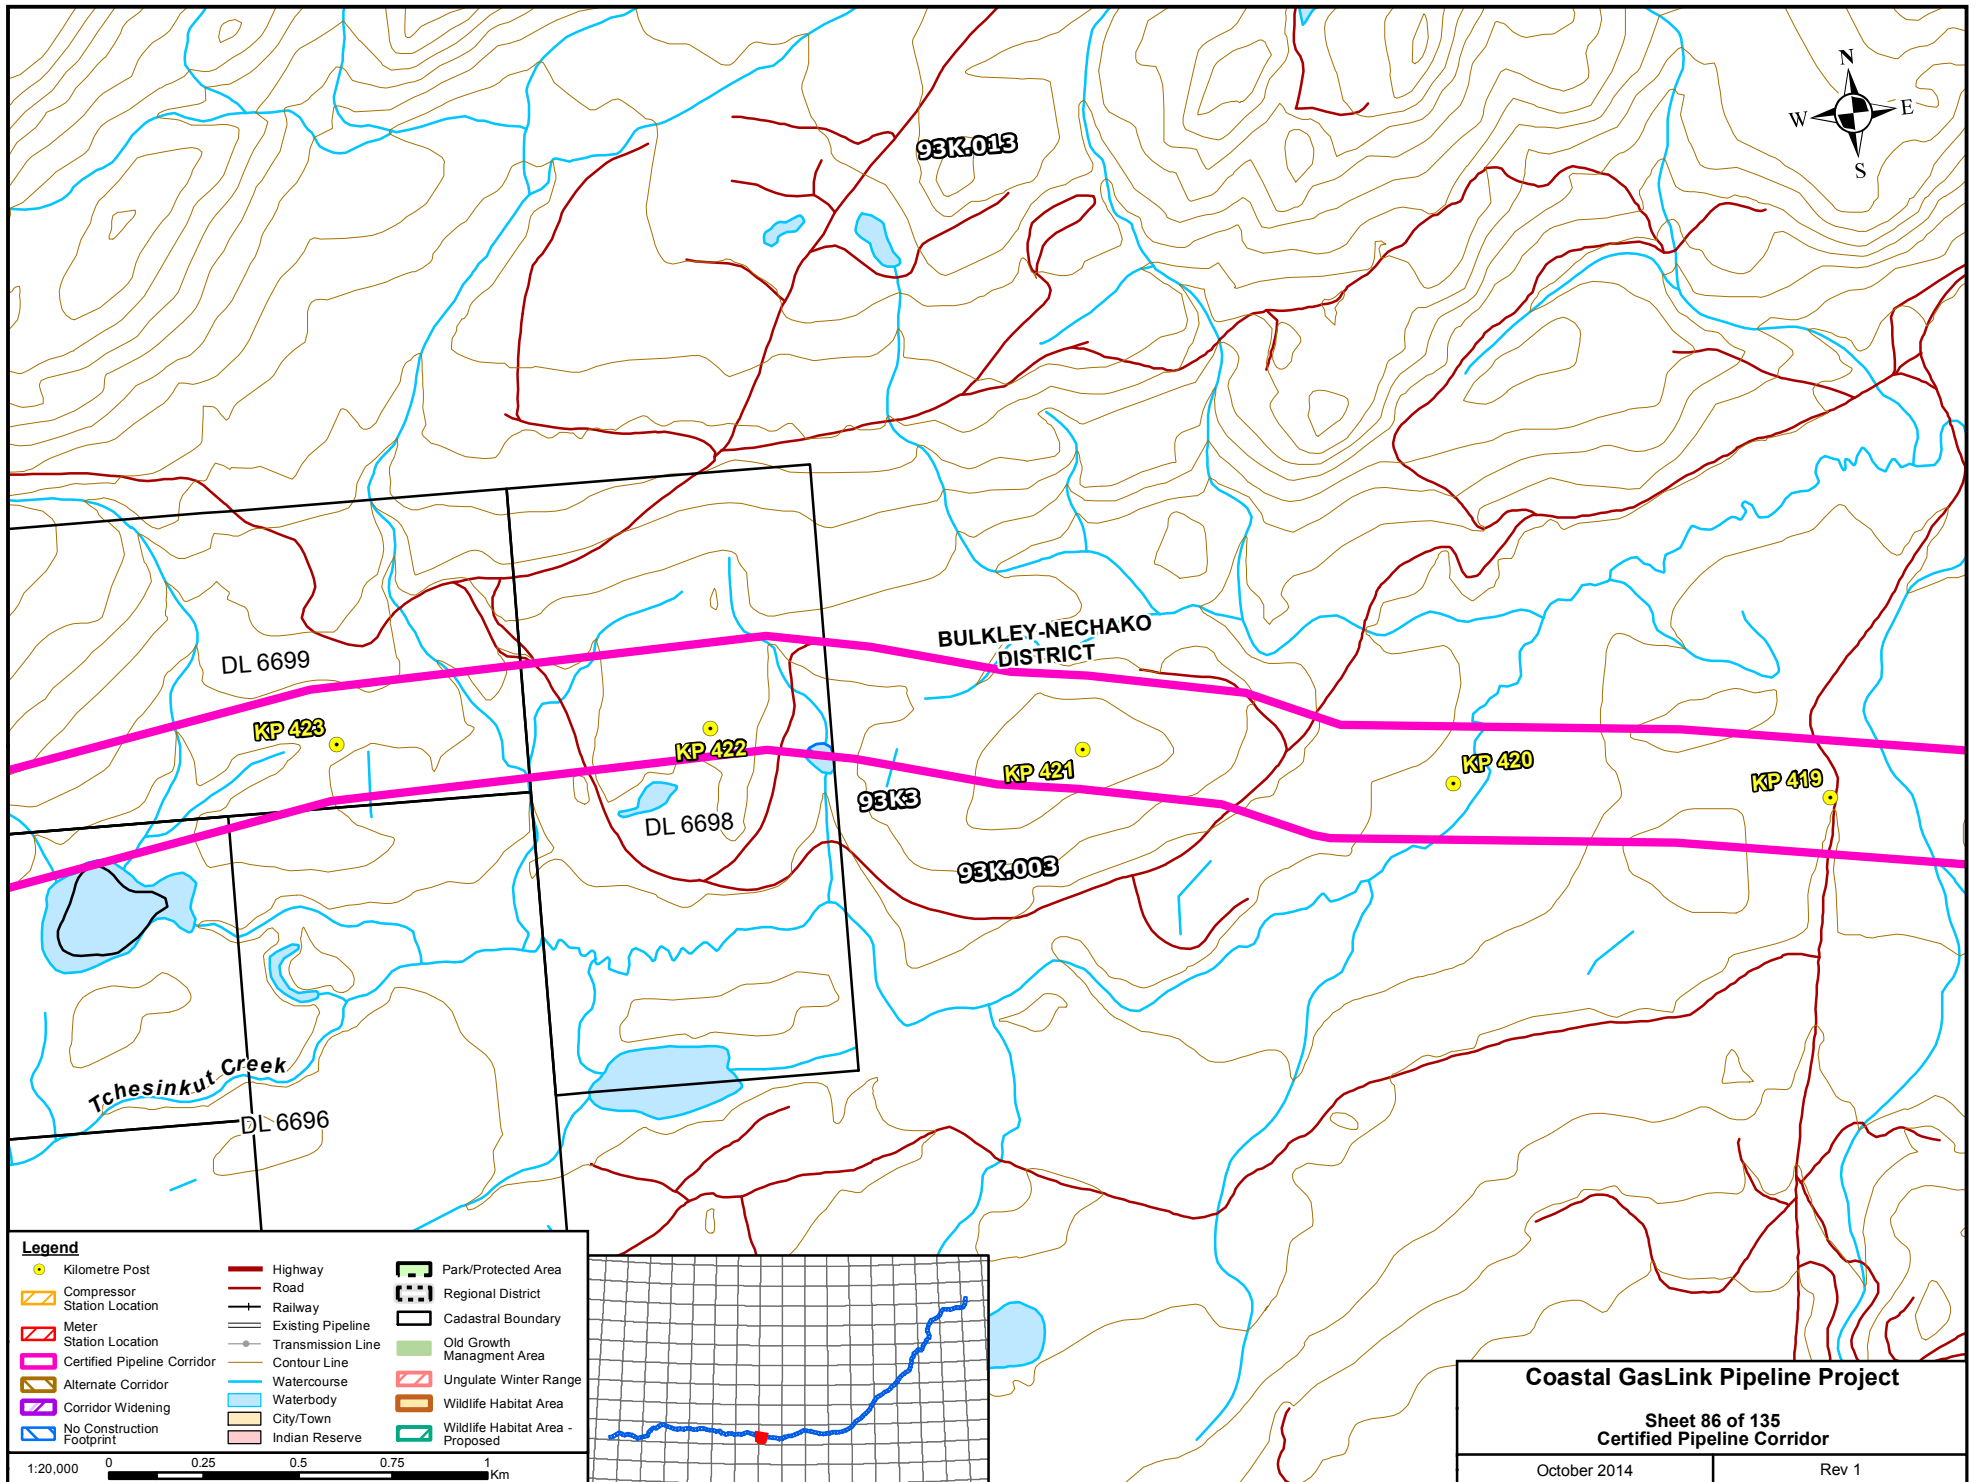 N
W
E
S
93K.013
BULKLEY-NECHAKO
DISTRICT
DL 6699
KP 423
KP 422
KP 421
KP 420
KP 419
93K3
DL 6698
93K.003
Tchesinkut Creek
DL 6696
Legend
Kilometre Post
Compressor
Station Location
Meter
Station Location
Certified Pipeline Corridor
Alternate Corridor
Corridor Widening
No Construction
Footprint
Highway
Road
Railway
Existing Pipeline
Transmission Line
Contour Line
Watercourse
Waterbody
City/Town
Indian Reserve
Park/Protected Area
Regional District
Cadastral Boundary
Old Growth
Managment Area
Ungulate Winter Range
Wildlife Habitat Area
Wildlife Habitat Area -
Proposed
1:20,000
0 0.25 0.5 0.75 1
Km
Coastal GasLink Pipeline Project
Sheet 86 of 135
Certified Pipeline Corridor
October 2014
Rev 1